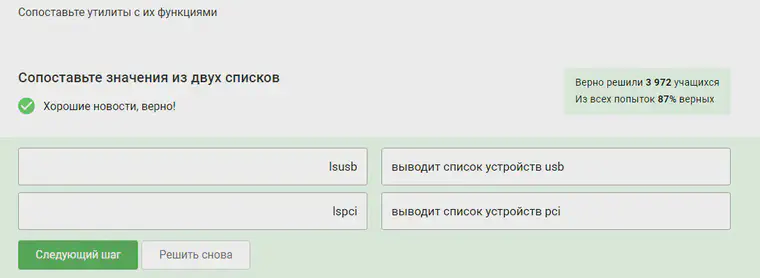 Сопоставьте утилиты с их функциями
Сопоставьте значения из двух списков
Хорошие новости, верно!
Верно решили 3 972 учащихся
Из всех попыток 87% верных
lsusb
выводит список устройств usb
lspci
выводит список устройств pci
Следующий шаг
Решить снова